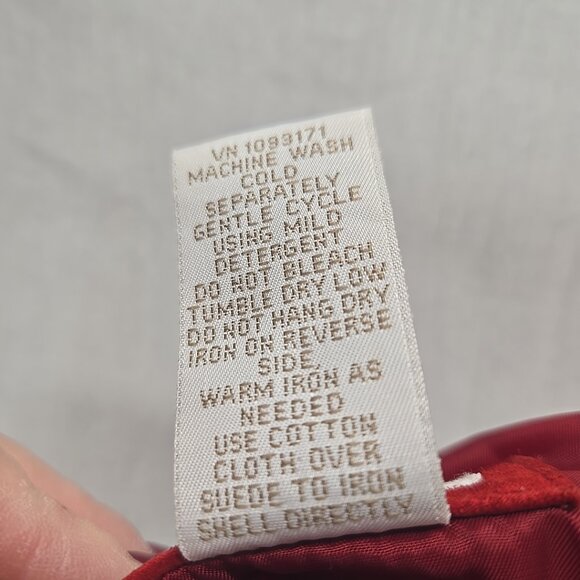 VN 1093171
MACHINE WASH
COLD
SEPARATELY
GENTLE CYCLE
USING MILD
DETERGENT
DO NOT BLEACH
TUMBLE DRY LOW
DO NOT HANG DRY
IRON ON REVERSE
SIDE.
WARM IRON AS
NEEDED
USE COTTON
CLOTH OVER
SUEDE TO IRON
SHELL DIRECTLY